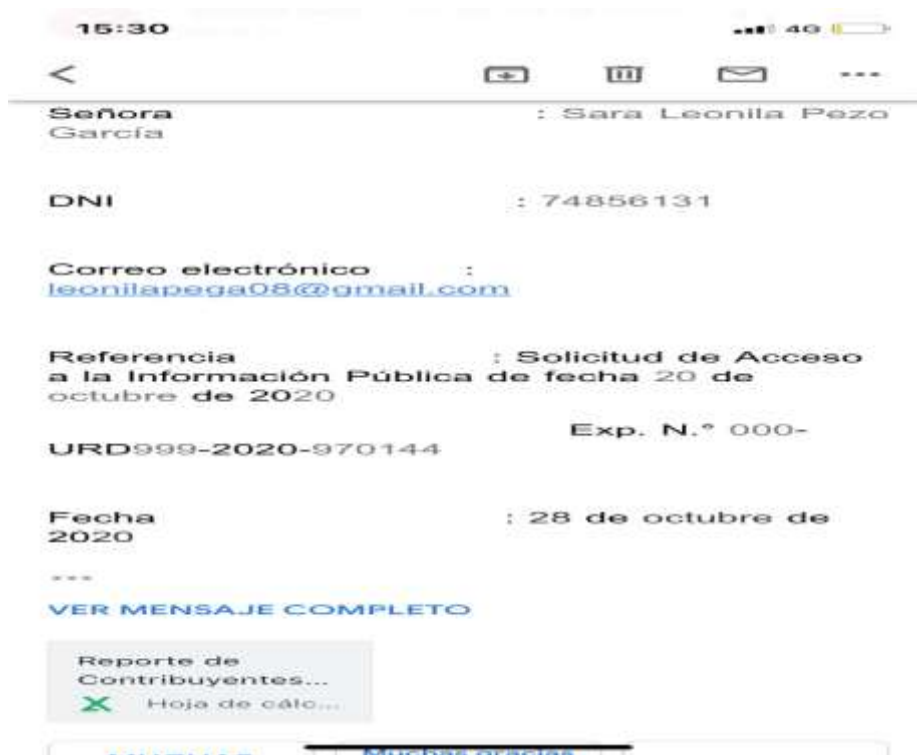 15:30 4G
Señora : Sara Leonila Pezo
García
DNI : 74856131
Correo electrónico :
leonilapega08@gmail.com
Referencia : Solicitud de Acceso
a la Información Pública de fecha 20 de
octubre de 2020
Exp. N.° 000-
URD999-2020-970144
Fecha : 28 de octubre de
2020
...
VER MENSAJE COMPLETO
Reporte de
Contribuyentes...
Hoja de cálc...
Muchas gracias